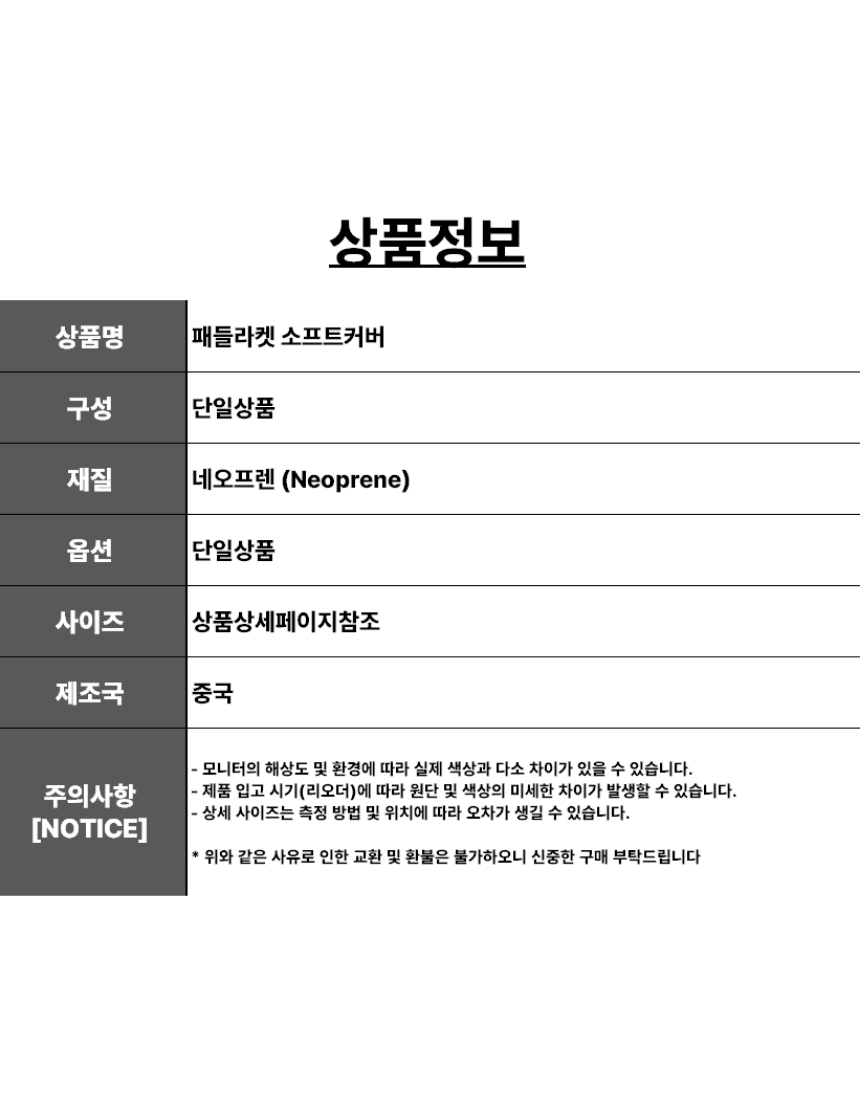 상품정보
상품명
패들라켓 소프트커버
구성
단일상품
재질
네오프렌 (Neoprene)
옵션
단일상품
사이즈
상품상세페이지참조
제조국
중국
주의사항
[NOTICE]
- 모니터의 해상도 및 환경에 따라 실제 색상과 다소 차이가 있을 수 있습니다.
- 제품 입고 시기(리오더)에 따라 원단 및 색상의 미세한 차이가 발생할 수 있습니다.
- 상세 사이즈는 측정 방법 및 위치에 따라 오차가 생길 수 있습니다.
* 위와 같은 사유로 인한 교환 및 환불은 불가하오니 신중한 구매 부탁드립니다